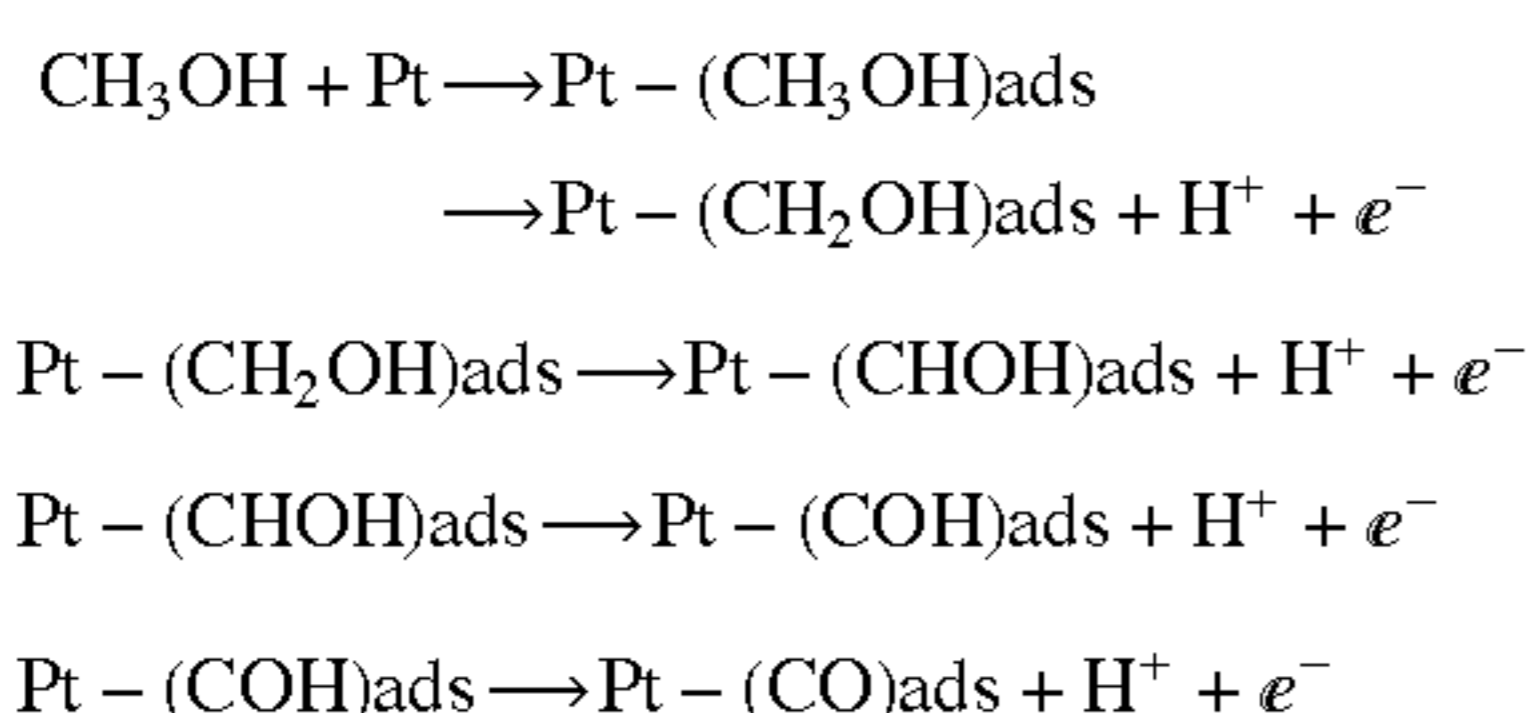 CH₃OH + Pt ⟶ Pt – (CH₃OH)ads
⟶ Pt – (CH₂OH)ads + H⁺ + e⁻
Pt – (CH₂OH)ads ⟶ Pt – (CHOH)ads + H⁺ + e⁻
Pt – (CHOH)ads ⟶ Pt – (COH)ads + H⁺ + e⁻
Pt – (COH)ads ⟶ Pt – (CO)ads + H⁺ + e⁻